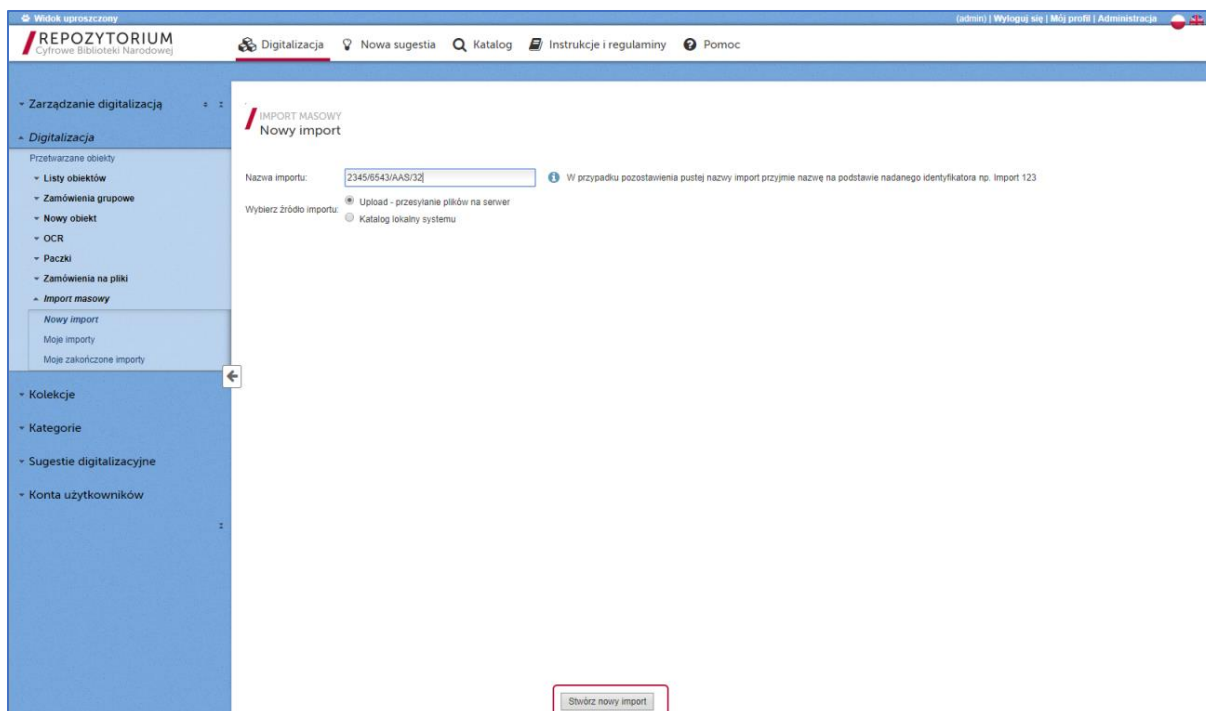 Widok uproszczony
(admin) | Wyloguj się | Mój profil | Administracja
REPOZYTORIUM
Cyfrowe Biblioteki Narodowej
Digitalizacja Nowa sugestia Katalog Instrukcje i regulaminy Pomoc
Zarządzanie digitalizacją
Digitalizacja
Przetwarzane obiekty
Listy obiektów
Zamówienia grupowe
Nowy obiekt
OCR
Paczki
Zamówienia na pliki
Import masowy
Nowy import
Moje importy
Moje zakończone importy
Kolekcje
Kategorie
Sugestie digitalizacyjne
Konta użytkowników
IMPORT MASOWY
Nowy import
Nazwa importu: 2345/6543/AAS/32 W przypadku pozostawienia pustej nazwy import przyjmie nazwę na podstawie nadanego identyfikatora np. Import 123
Wybierz źródło importu: Upload - przesyłanie plików na serwer
Katalog lokalny systemu
Stwórz nowy import